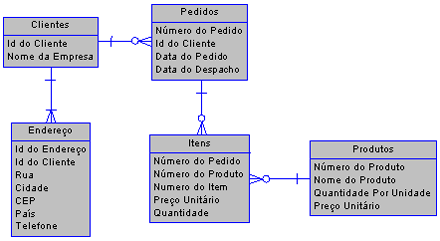 Clientes
Id do Cliente
Nome da Empresa
Pedidos
Número do Pedido
Id do Cliente
Data do Pedido
Data do Despacho
Endereço
Id do Endereço
Id do Cliente
Rua
Cidade
CEP
País
Telefone
Itens
Número do Pedido
Número do Produto
Numero do Item
Preço Unitário
Quantidade
Produtos
Número do Produto
Nome do Produto
Quantidade Por Unidade
Preço Unitário